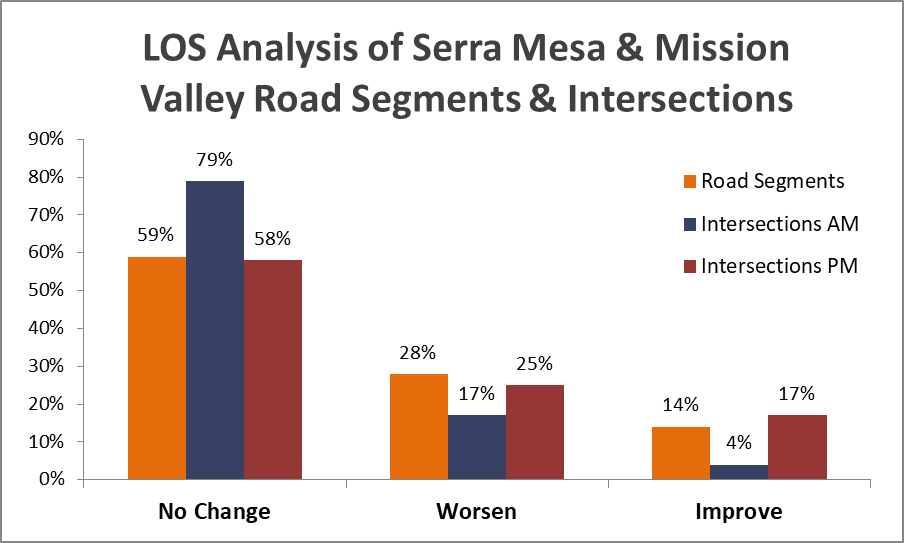 LOS Analysis of Serra Mesa & Mission
Valley Road Segments & Intersections
90%
80%
70%
60%
50%
40%
30%
20%
10%
0%
59%
79%
58%
28%
17%
25%
14%
4%
17%
Road Segments
Intersections AM
Intersections PM
No Change
Worsen
Improve